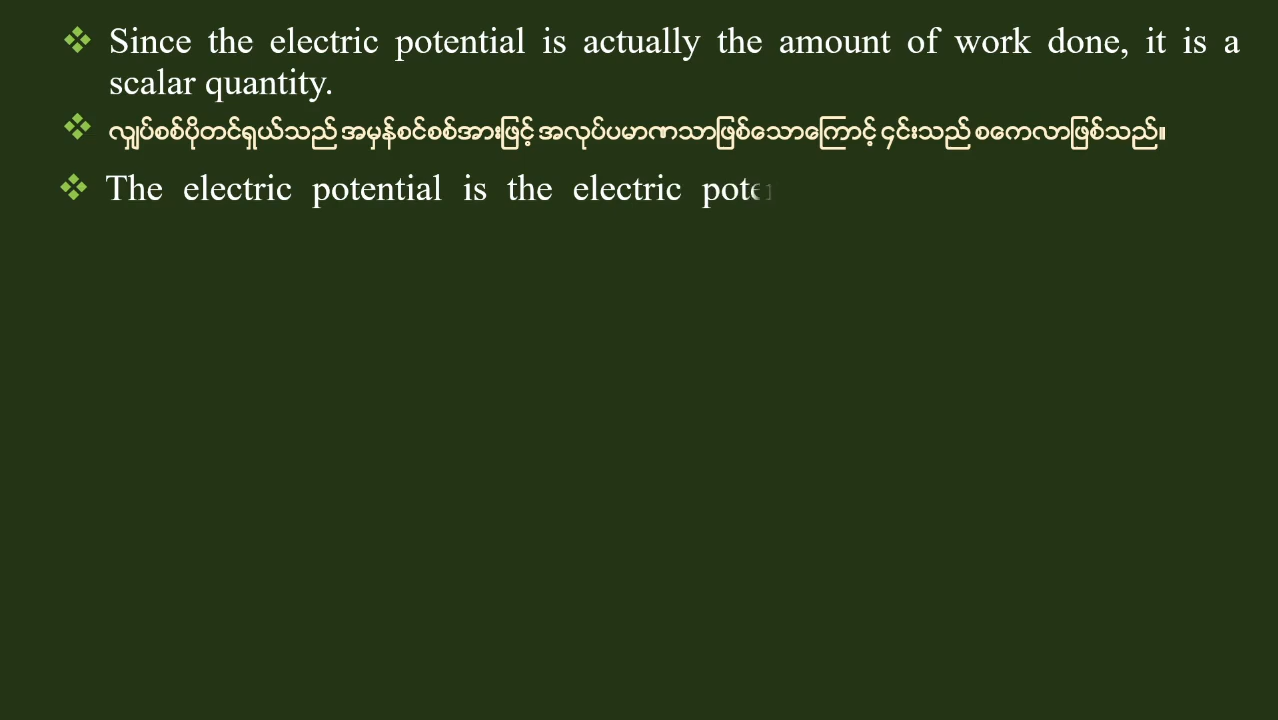 Since the electric potential is actually the amount of work done, it is a
scalar quantity.
လျှပ်စစ်ပိုတင်ရှယ်သည် အမှန်စင်စစ်အားဖြင့် အလုပ်ပမာဏသာဖြစ်သောကြောင့် ၄င်းသည် စကေလာဖြစ်သည်။
The electric potential is the electric